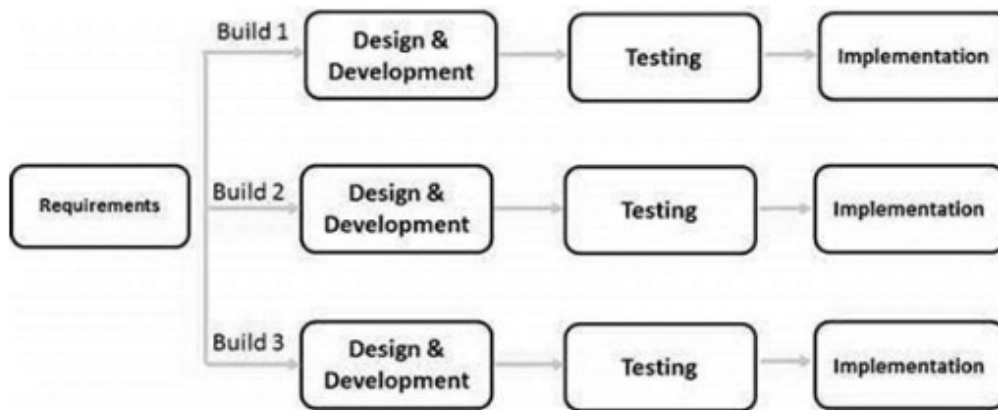 Build 1
Design &
Development
Testing
Implementation
Requirements
Build 2
Design &
Development
Testing
Implementation
Build 3
Design &
Development
Testing
Implementation